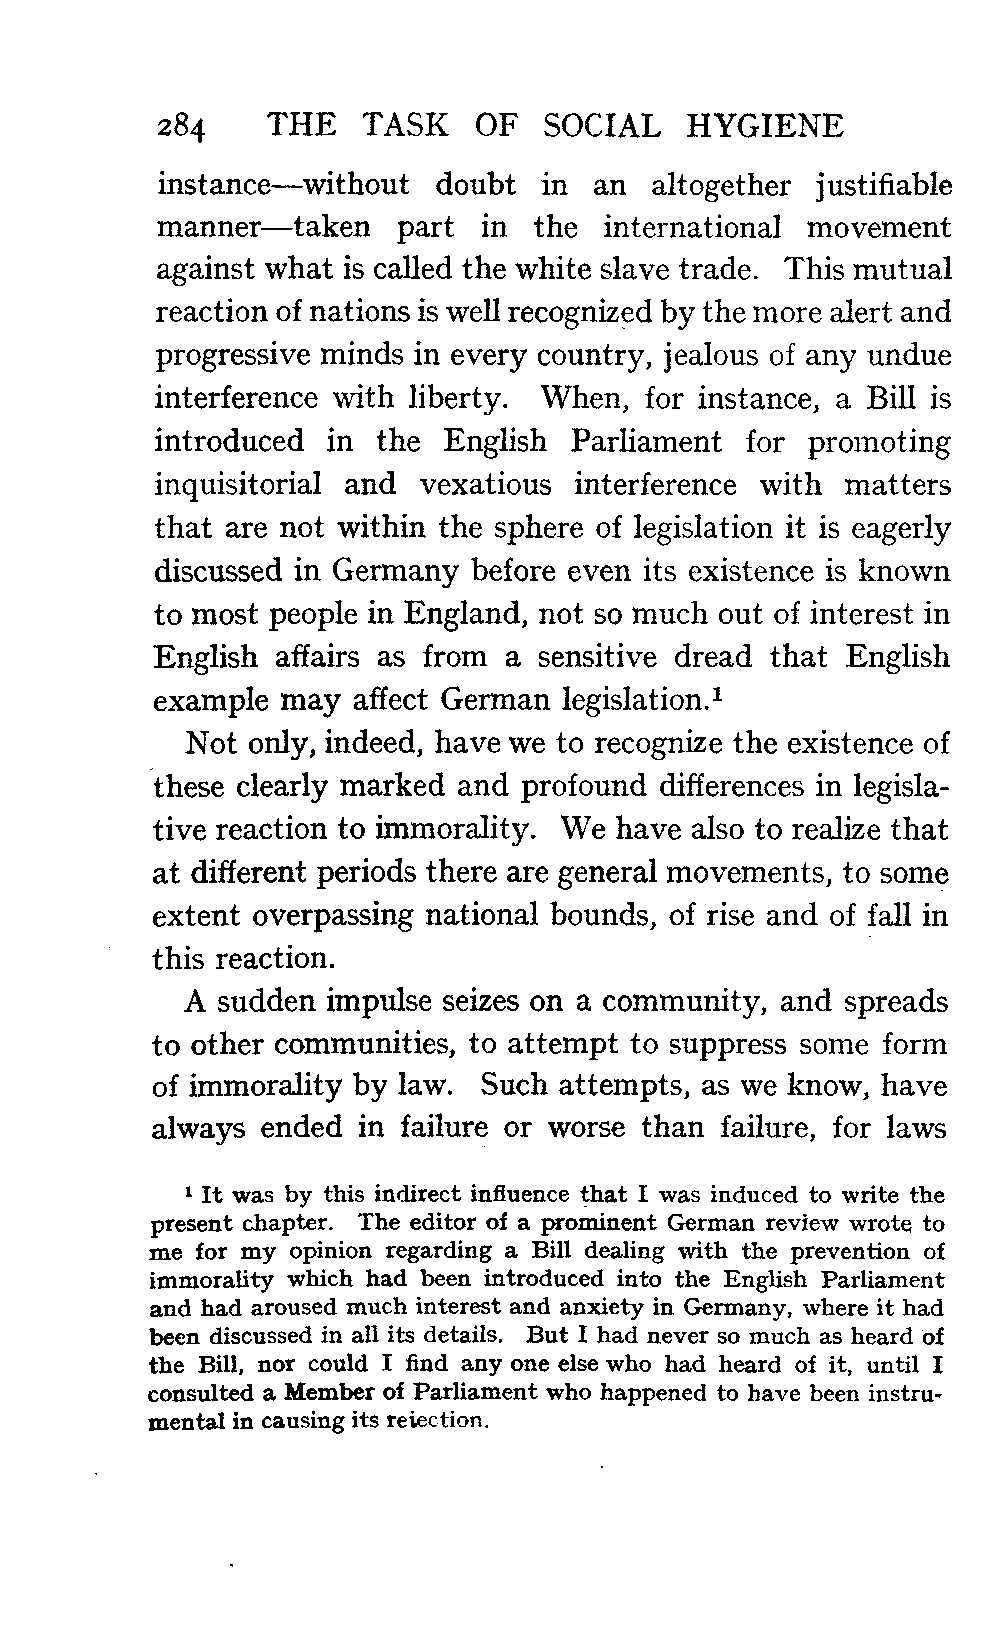 284 THE TASK OF SOCIAL HYGIENE
instance—without doubt in an altogether justifiable
manner—taken part in the international movement
against what is called the white slave trade. This mutual
reaction of nations is well recognized by the more alert and
progressive minds in every country, jealous of any undue
interference with liberty. When, for instance, a Bill is
introduced in the English Parliament for promoting
inquisitorial and vexatious interference with matters
that are not within the sphere of legislation it is eagerly
discussed in Germany before even its existence is known
to most people in England, not so much out of interest in
English affairs as from a sensitive dread that English
example may affect German legislation.¹
Not only, indeed, have we to recognize the existence of
these clearly marked and profound differences in legisla-
tive reaction to immorality. We have also to realize that
at different periods there are general movements, to some
extent overpassing national bounds, of rise and of fall in
this reaction.
A sudden impulse seizes on a community, and spreads
to other communities, to attempt to suppress some form
of immorality by law. Such attempts, as we know, have
always ended in failure or worse than failure, for laws
¹ It was by this indirect influence that I was induced to write the
present chapter. The editor of a prominent German review wrote to
me for my opinion regarding a Bill dealing with the prevention of
immorality which had been introduced into the English Parliament
and had aroused much interest and anxiety in Germany, where it had
been discussed in all its details. But I had never so much as heard of
the Bill, nor could I find any one else who had heard of it, until I
consulted a Member of Parliament who happened to have been instru-
mental in causing its rejection.